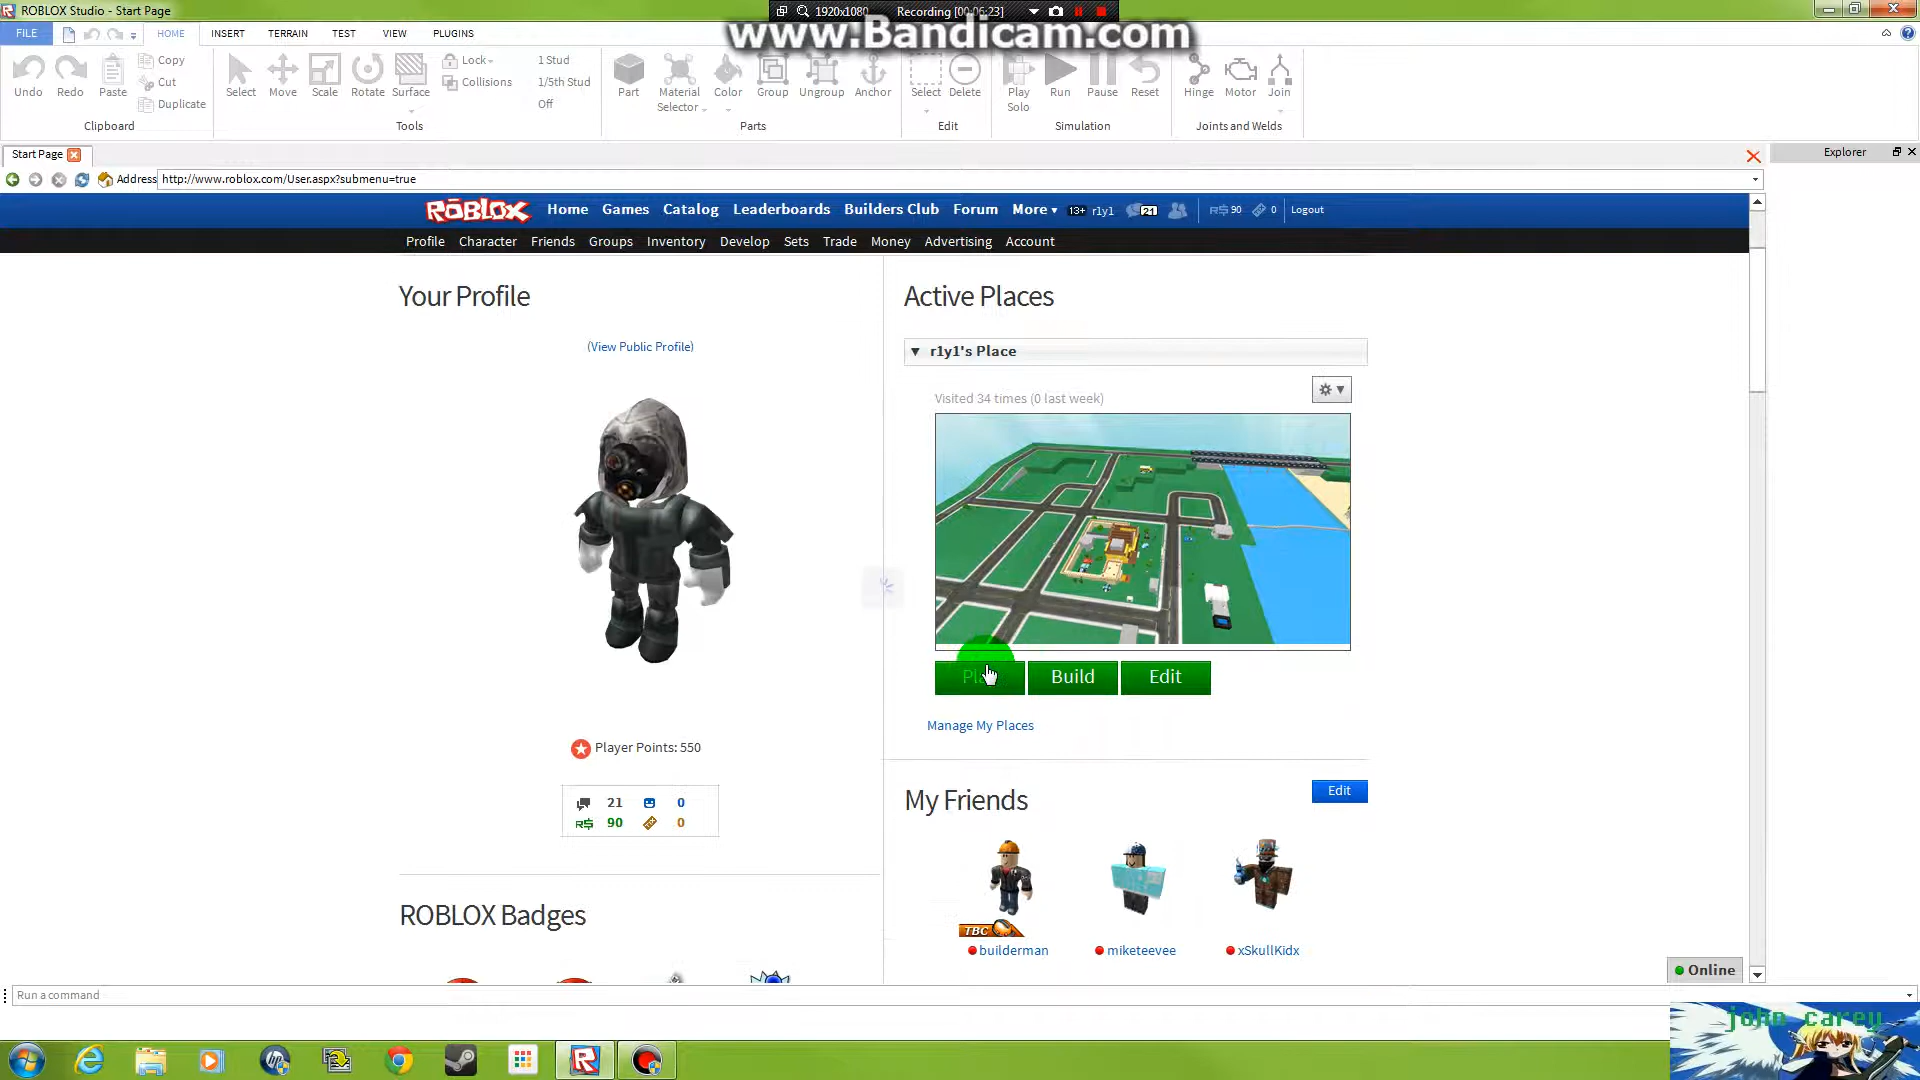 ROBLOX Studio - Start Page
1920x1080 Recording [00:06:23]
www.Bandicam.com
FILE HOME INSERT TERRAIN TEST VIEW PLUGINS
Undo Redo Paste Copy Cut Duplicate
Clipboard
Select Move Scale Rotate Surface Lock Collisions
Tools
1 Stud
1/5th Stud
Off
Part Material Selector Color Group Ungroup Anchor
Parts
Select Delete
Edit
Play Solo Run Pause Reset
Simulation
Hinge Motor Join
Joints and Welds
Start Page
Explorer
Address http://www.roblox.com/User.aspx?submenu=true
ROBLOX Home Games Catalog Leaderboards Builders Club Forum More 13+ r1y1 21 R$ 90 0 Logout
Profile Character Friends Groups Inventory Develop Sets Trade Money Advertising Account
Your Profile
(View Public Profile)
Player Points: 550
21 0
R$ 90 0
ROBLOX Badges
Active Places
r1y1's Place
Visited 34 times (0 last week)
Play Build Edit
Manage My Places
My Friends
Edit
TBC
builderman miketeevee xSkullKidx
Online
Run a command
john carey